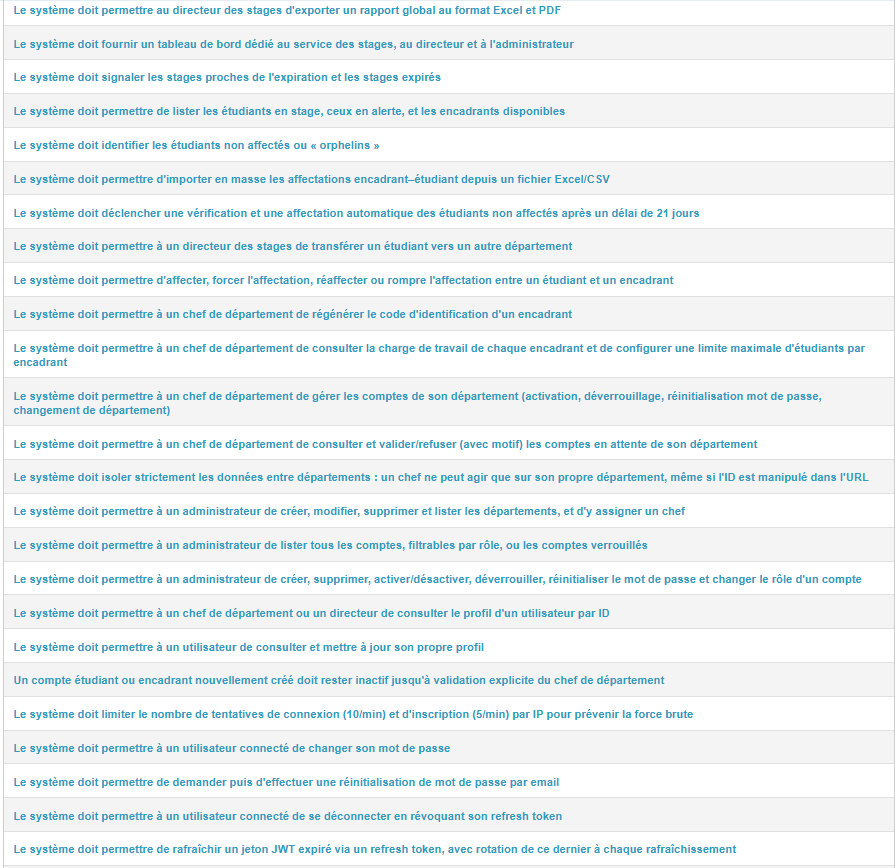 Le système doit permettre au directeur des stages d'exporter un rapport global au format Excel et PDF
Le système doit fournir un tableau de bord dédié au service des stages, au directeur et à l'administrateur
Le système doit signaler les stages proches de l'expiration et les stages expirés
Le système doit permettre de lister les étudiants en stage, ceux en alerte, et les encadrants disponibles
Le système doit identifier les étudiants non affectés ou « orphelins »
Le système doit permettre d'importer en masse les affectations encadrant–étudiant depuis un fichier Excel/CSV
Le système doit déclencher une vérification et une affectation automatique des étudiants non affectés après un délai de 21 jours
Le système doit permettre à un directeur des stages de transférer un étudiant vers un autre département
Le système doit permettre d'affecter, forcer l'affectation, réaffecter ou rompre l'affectation entre un étudiant et un encadrant
Le système doit permettre à un chef de département de régénérer le code d'identification d'un encadrant
Le système doit permettre à un chef de département de consulter la charge de travail de chaque encadrant et de configurer une limite maximale d'étudiants par
encadrant
Le système doit permettre à un chef de département de gérer les comptes de son département (activation, déverrouillage, réinitialisation mot de passe,
changement de département)
Le système doit permettre à un chef de département de consulter et valider/refuser (avec motif) les comptes en attente de son département
Le système doit isoler strictement les données entre départements : un chef ne peut agir que sur son propre département, même si l'ID est manipulé dans l'URL
Le système doit permettre à un administrateur de créer, modifier, supprimer et lister les départements, et d'y assigner un chef
Le système doit permettre à un administrateur de lister tous les comptes, filtrables par rôle, ou les comptes verrouillés
Le système doit permettre à un administrateur de créer, supprimer, activer/désactiver, déverrouiller, réinitialiser le mot de passe et changer le rôle d'un compte
Le système doit permettre à un chef de département ou un directeur de consulter le profil d'un utilisateur par ID
Le système doit permettre à un utilisateur de consulter et mettre à jour son propre profil
Un compte étudiant ou encadrant nouvellement créé doit rester inactif jusqu'à validation explicite du chef de département
Le système doit limiter le nombre de tentatives de connexion (10/min) et d'inscription (5/min) par IP pour prévenir la force brute
Le système doit permettre à un utilisateur connecté de changer son mot de passe
Le système doit permettre de demander puis d'effectuer une réinitialisation de mot de passe par email
Le système doit permettre à un utilisateur connecté de se déconnecter en révoquant son refresh token
Le système doit permettre de rafraîchir un jeton JWT expiré via un refresh token, avec rotation de ce dernier à chaque rafraîchissement